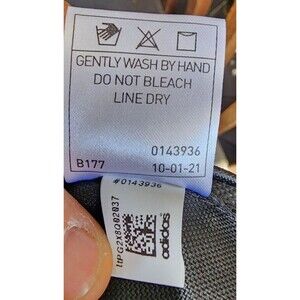 GENTLY WASH BY HAND
DO NOT BLEACH
LINE DRY
0143936
B177 10-01-21
#0143936
adidas